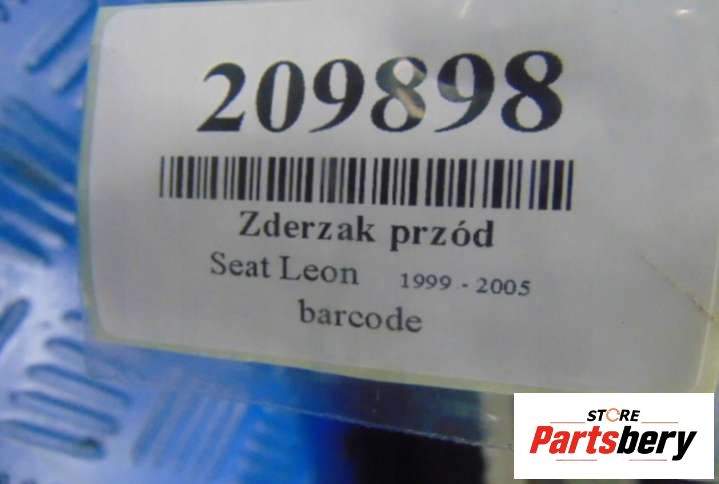 209898
Zderzak przód
Seat Leon 1999 - 2005
barcode
STORE
Partsbery